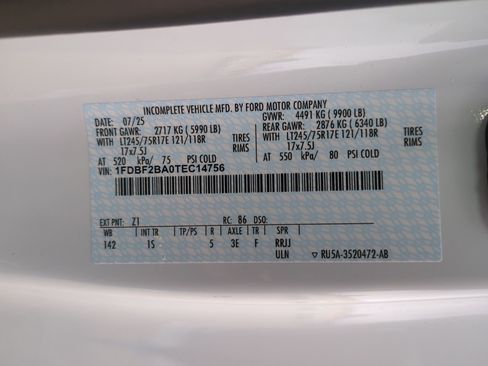 INCOMPLETE VEHICLE MFD. BY FORD MOTOR COMPANY
DATE: 07/25 GVWR: 4491 KG ( 9900 LB)
FRONT GAWR: 2717 KG ( 5990 LB) REAR GAWR: 2876 KG ( 6340 LB)
WITH LT245/75R17E 121/118R TIRES WITH LT245/75R17E 121/118R TIRES
17x7.5J RIMS 17x7.5J RIMS
AT 520 kPa/ 75 PSI COLD AT 550 kPa/ 80 PSI COLD
VIN: 1FDBF2BA0TEC14756
EXT PNT: Z1 RC: 86 DSO:
WB INT TR TP/PS R AXLE TR SPR
142 IS 5 3E F RRJJ
ULN ▽ RU5A-3520472-AB